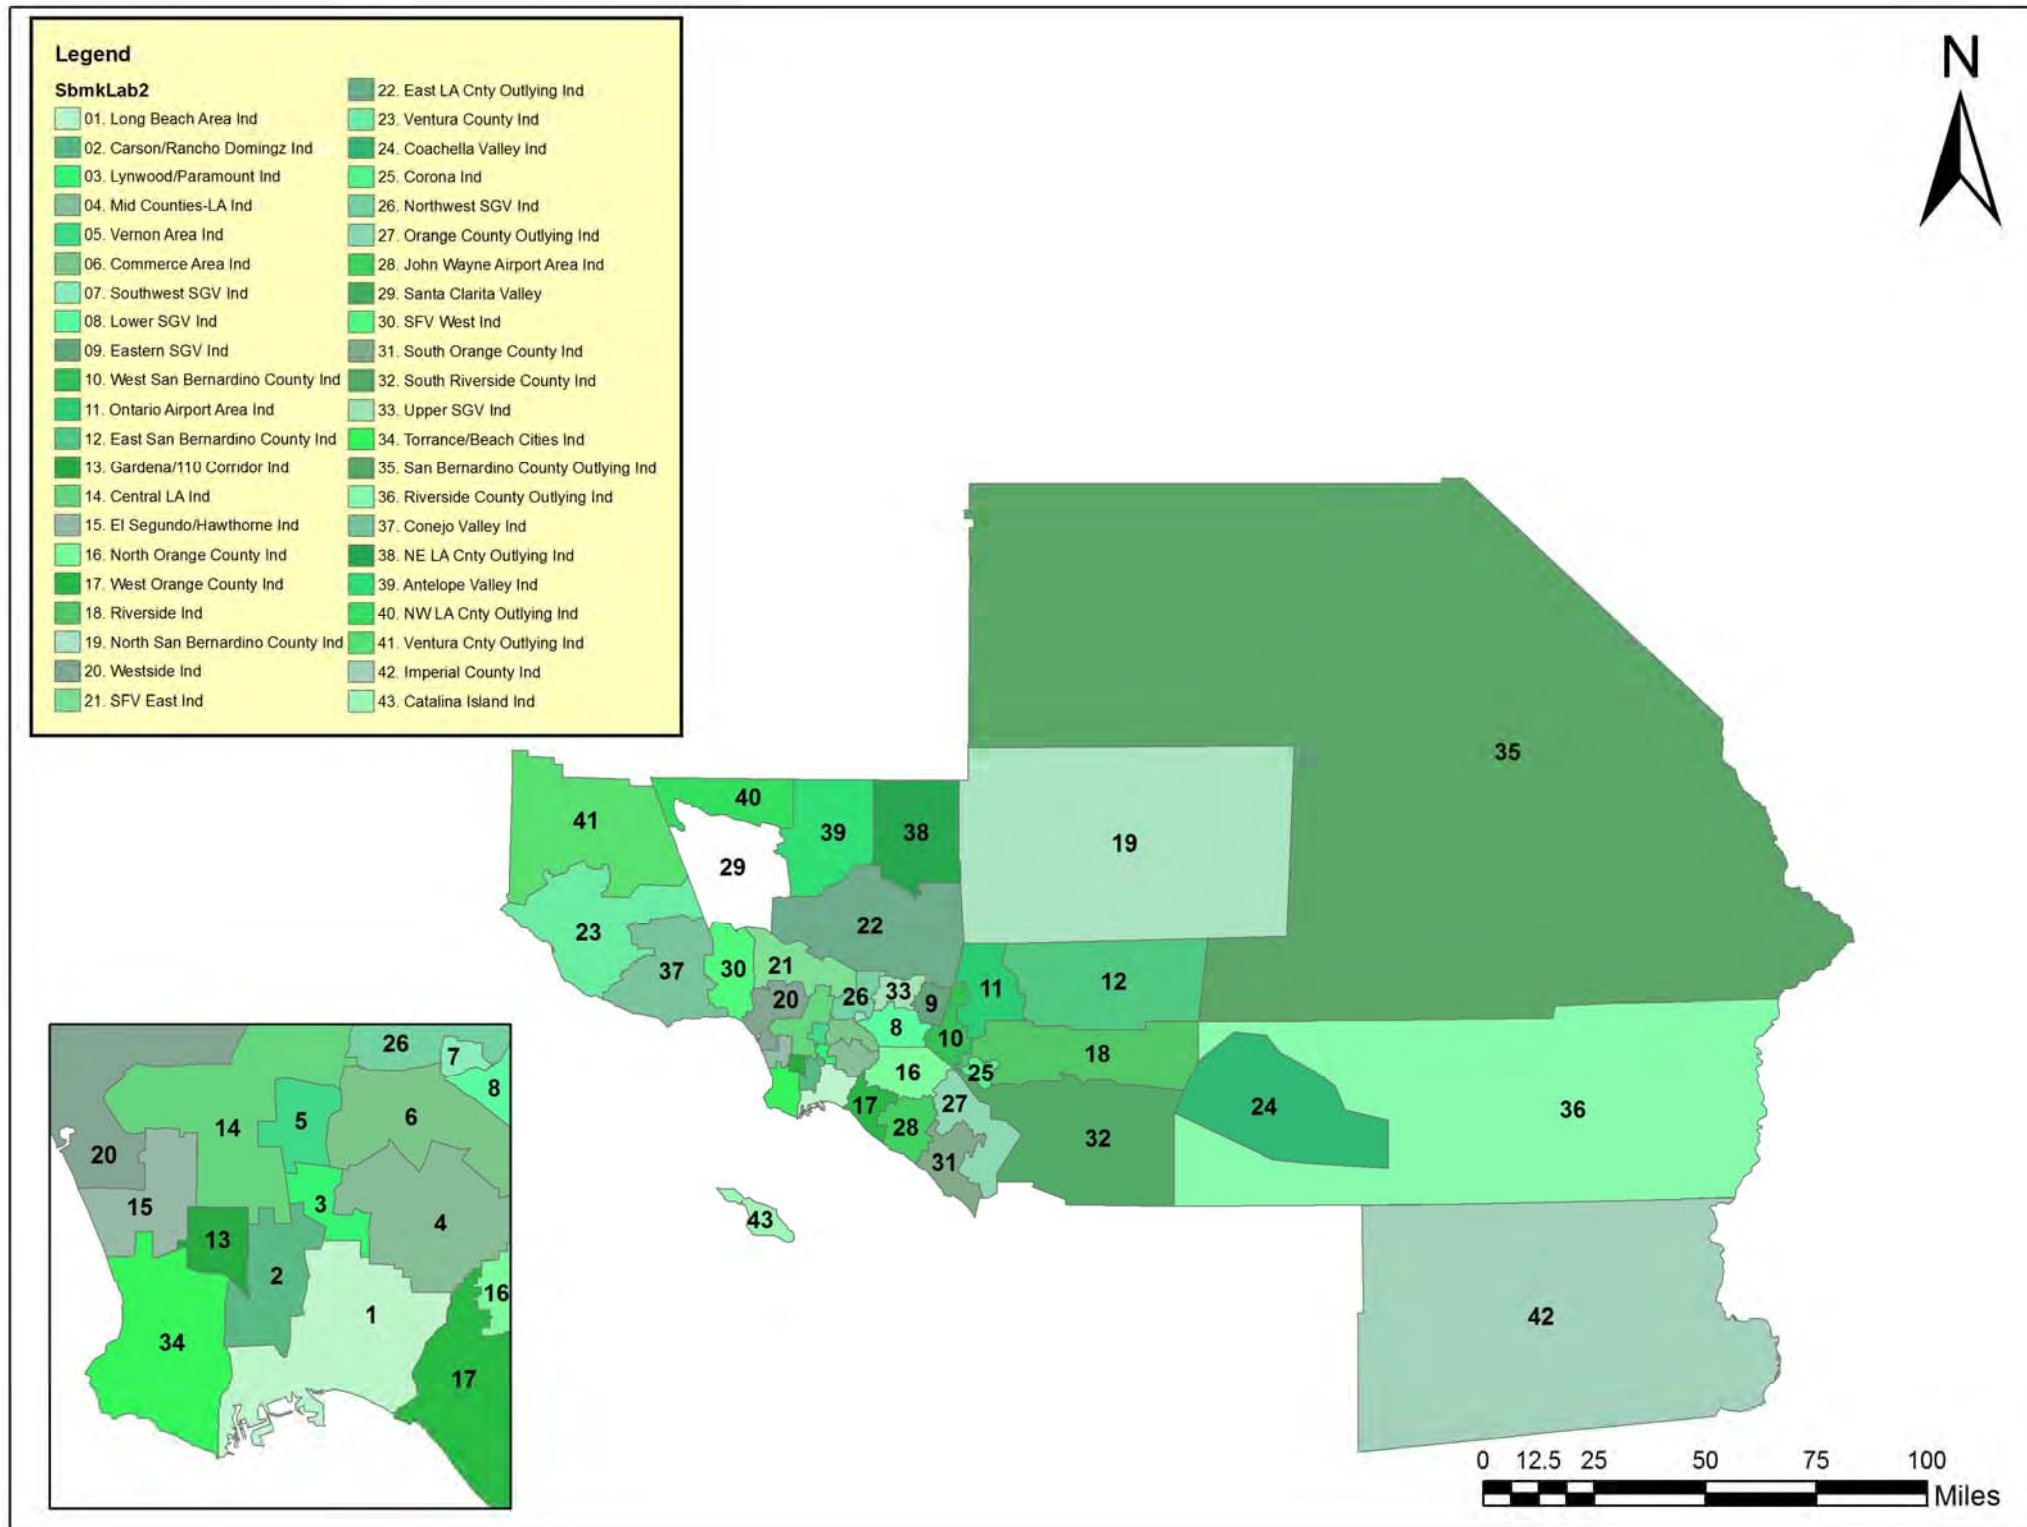 Legend
SbmkLab2
01. Long Beach Area Ind
02. Carson/Rancho Domingz Ind
03. Lynwood/Paramount Ind
04. Mid Counties-LA Ind
05. Vernon Area Ind
06. Commerce Area Ind
07. Southwest SGV Ind
08. Lower SGV Ind
09. Eastern SGV Ind
10. West San Bernardino County Ind
11. Ontario Airport Area Ind
12. East San Bernardino County Ind
13. Gardena/110 Corridor Ind
14. Central LA Ind
15. El Segundo/Hawthorne Ind
16. North Orange County Ind
17. West Orange County Ind
18. Riverside Ind
19. North San Bernardino County Ind
20. Westside Ind
21. SFV East Ind
22. East LA Cnty Outlying Ind
23. Ventura County Ind
24. Coachella Valley Ind
25. Corona Ind
26. Northwest SGV Ind
27. Orange County Outlying Ind
28. John Wayne Airport Area Ind
29. Santa Clarita Valley
30. SFV West Ind
31. South Orange County Ind
32. South Riverside County Ind
33. Upper SGV Ind
34. Torrance/Beach Cities Ind
35. San Bernardino County Outlying Ind
36. Riverside County Outlying Ind
37. Conejo Valley Ind
38. NE LA Cnty Outlying Ind
39. Antelope Valley Ind
40. NW LA Cnty Outlying Ind
41. Ventura Cnty Outlying Ind
42. Imperial County Ind
43. Catalina Island Ind
N
35
40
41
39
38
19
29
22
23
37
30
21
20
26
33
9
11
12
8
10
18
25
16
17
27
28
31
32
24
36
43
42
26
7
8
5
6
14
20
3
15
4
13
2
16
1
34
17
0 12.5 25 50 75 100
Miles